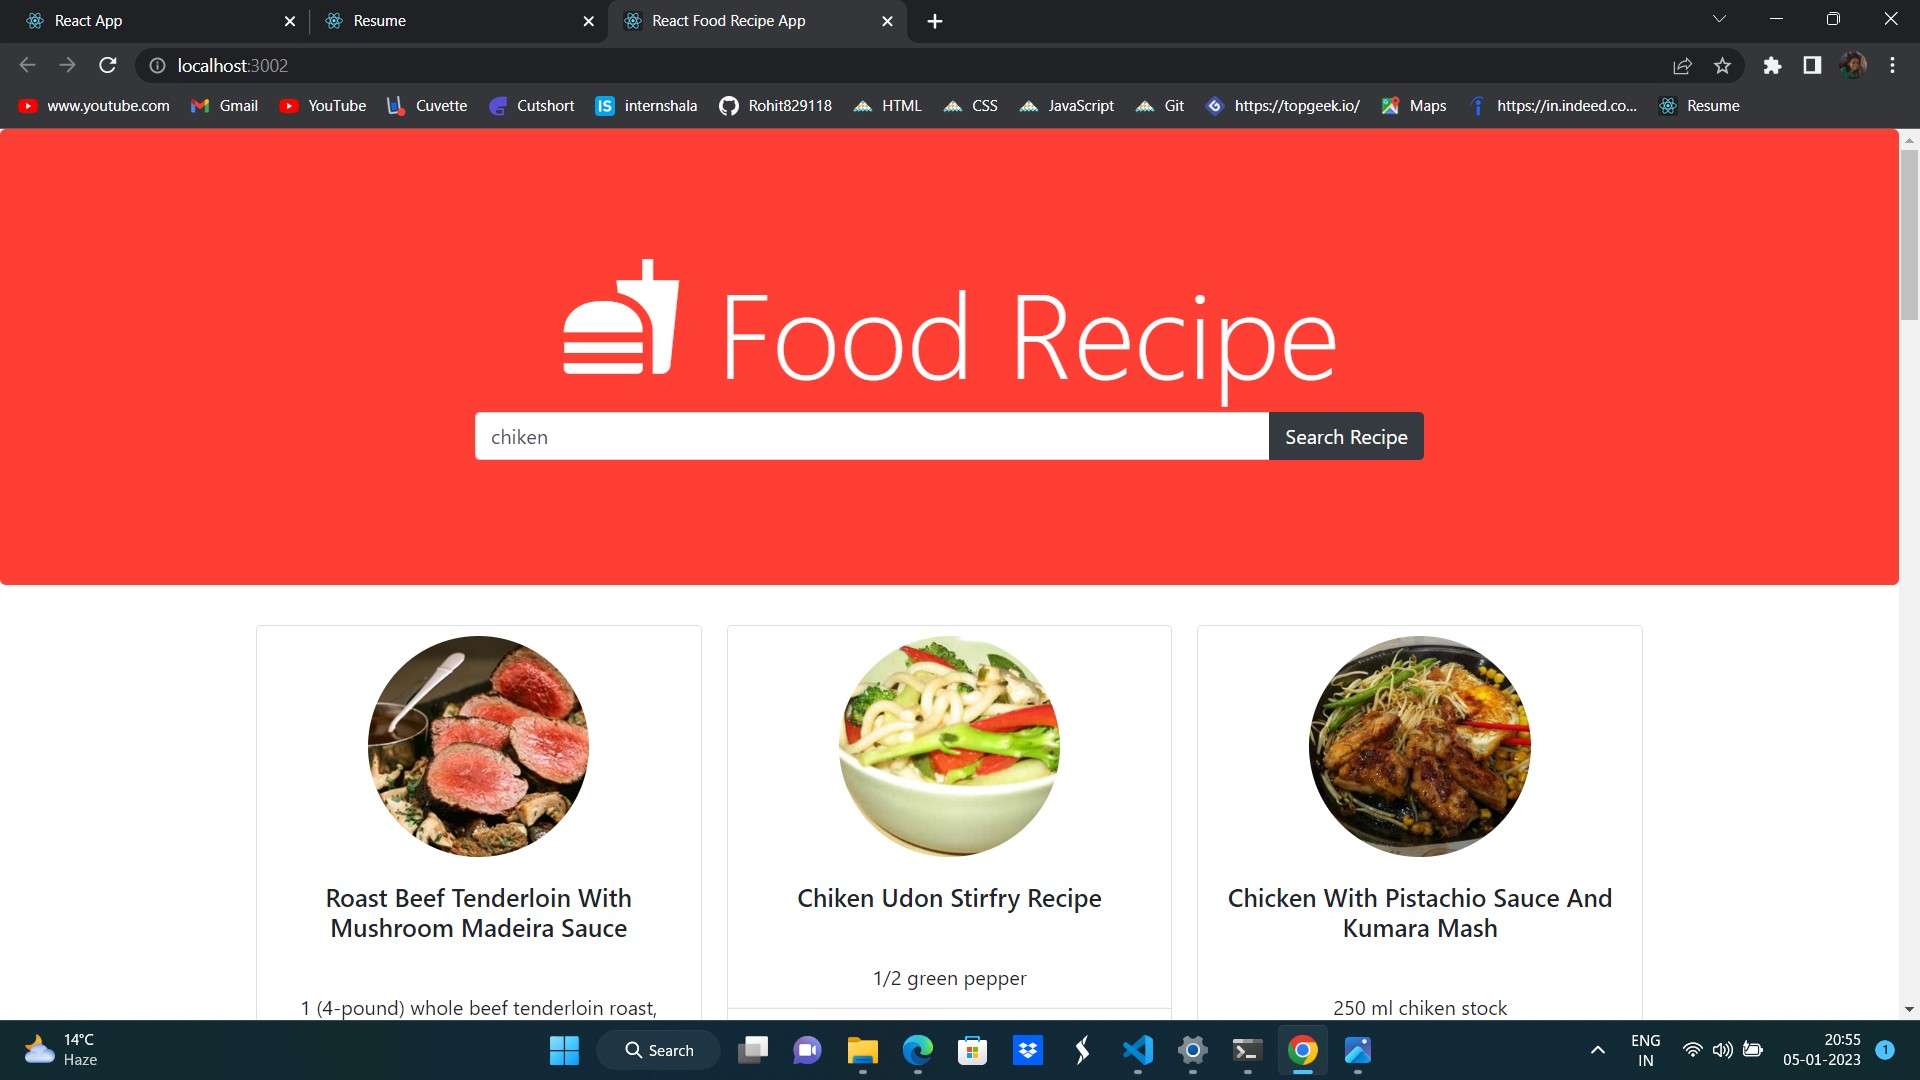 React App
Resume
React Food Recipe App
localhost:3002
www.youtube.com
Gmail
YouTube
Cuvette
Cutshort
IS internshala
Rohit829118
HTML
CSS
JavaScript
Git
https://topgeek.io/
Maps
https://in.indeed.co...
Resume
Food Recipe
chiken
Search Recipe
Roast Beef Tenderloin With
Mushroom Madeira Sauce
1 (4-pound) whole beef tenderloin roast,
Chiken Udon Stirfry Recipe
1/2 green pepper
Chicken With Pistachio Sauce And
Kumara Mash
250 ml chiken stock
14°C
Haze
Search
ENG
IN
20:55
05-01-2023
1